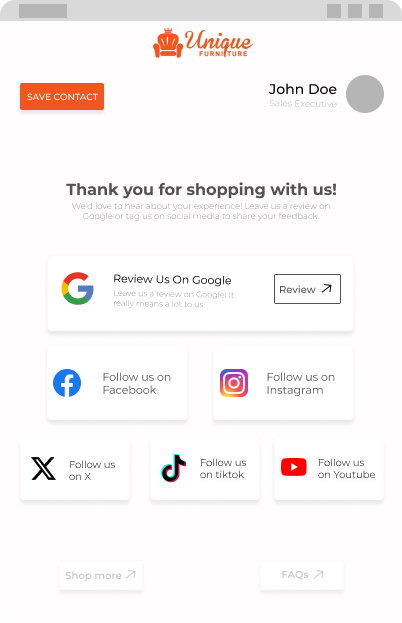 Unique
FURNITURE
SAVE CONTACT
John Doe
Sales Executive
Thank you for shopping with us!
We'd love to hear about your experience! Leave us a review on
Google or tag us on social media to share your feedback.
Review Us On Google
Leave us a review on Google! It
really means a lot to us.
Review
Follow us on
Facebook
Follow us on
Instagram
Follow us
on X
Follow us
on tiktok
Follow us
on Youtube
Shop more
FAQs